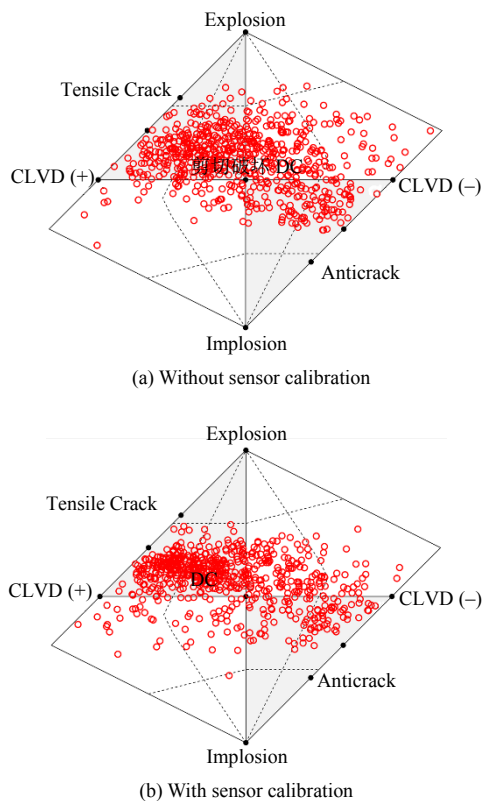 Explosion
Tensile Crack
剪切破坏 DC
CLVD (+)
CLVD (–)
Anticrack
Implosion
(a) Without sensor calibration
Explosion
Tensile Crack
DC
CLVD (+)
CLVD (–)
Anticrack
Implosion
(b) With sensor calibration